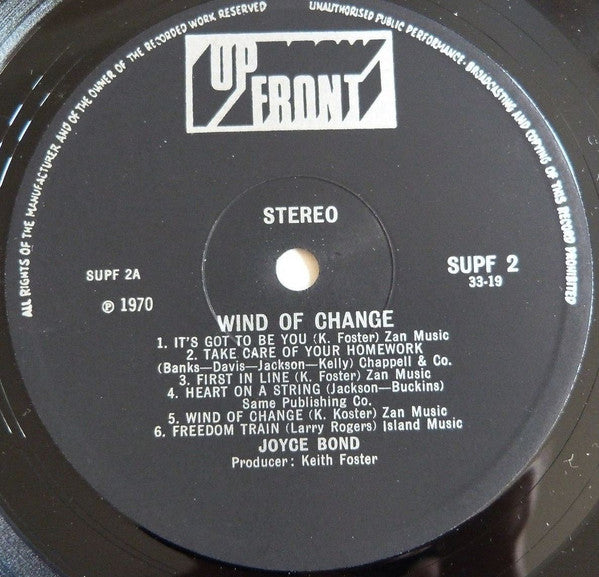 ALL RIGHTS OF THE MANUFACTURER AND OF THE OWNER OF THE RECORDED WORK RESERVED
UNAUTHORISED PUBLIC PERFORMANCE · BROADCASTING AND COPYING OF THIS RECORD PROHIBITED
UP
FRONT
STEREO
SUPF 2A
SUPF 2
33-19
℗ 1970
WIND OF CHANGE
1. IT'S GOT TO BE YOU (K. Foster) Zan Music
2. TAKE CARE OF YOUR HOMEWORK
(Banks—Davis—Jackson—Kelly) Chappell & Co.
3. FIRST IN LINE (K. Foster) Zan Music
4. HEART ON A STRING (Jackson—Buckins)
Same Publishing Co.
5. WIND OF CHANGE (K. Koster) Zan Music
6. FREEDOM TRAIN (Larry Rogers) Island Music
JOYCE BOND
Producer: Keith Foster